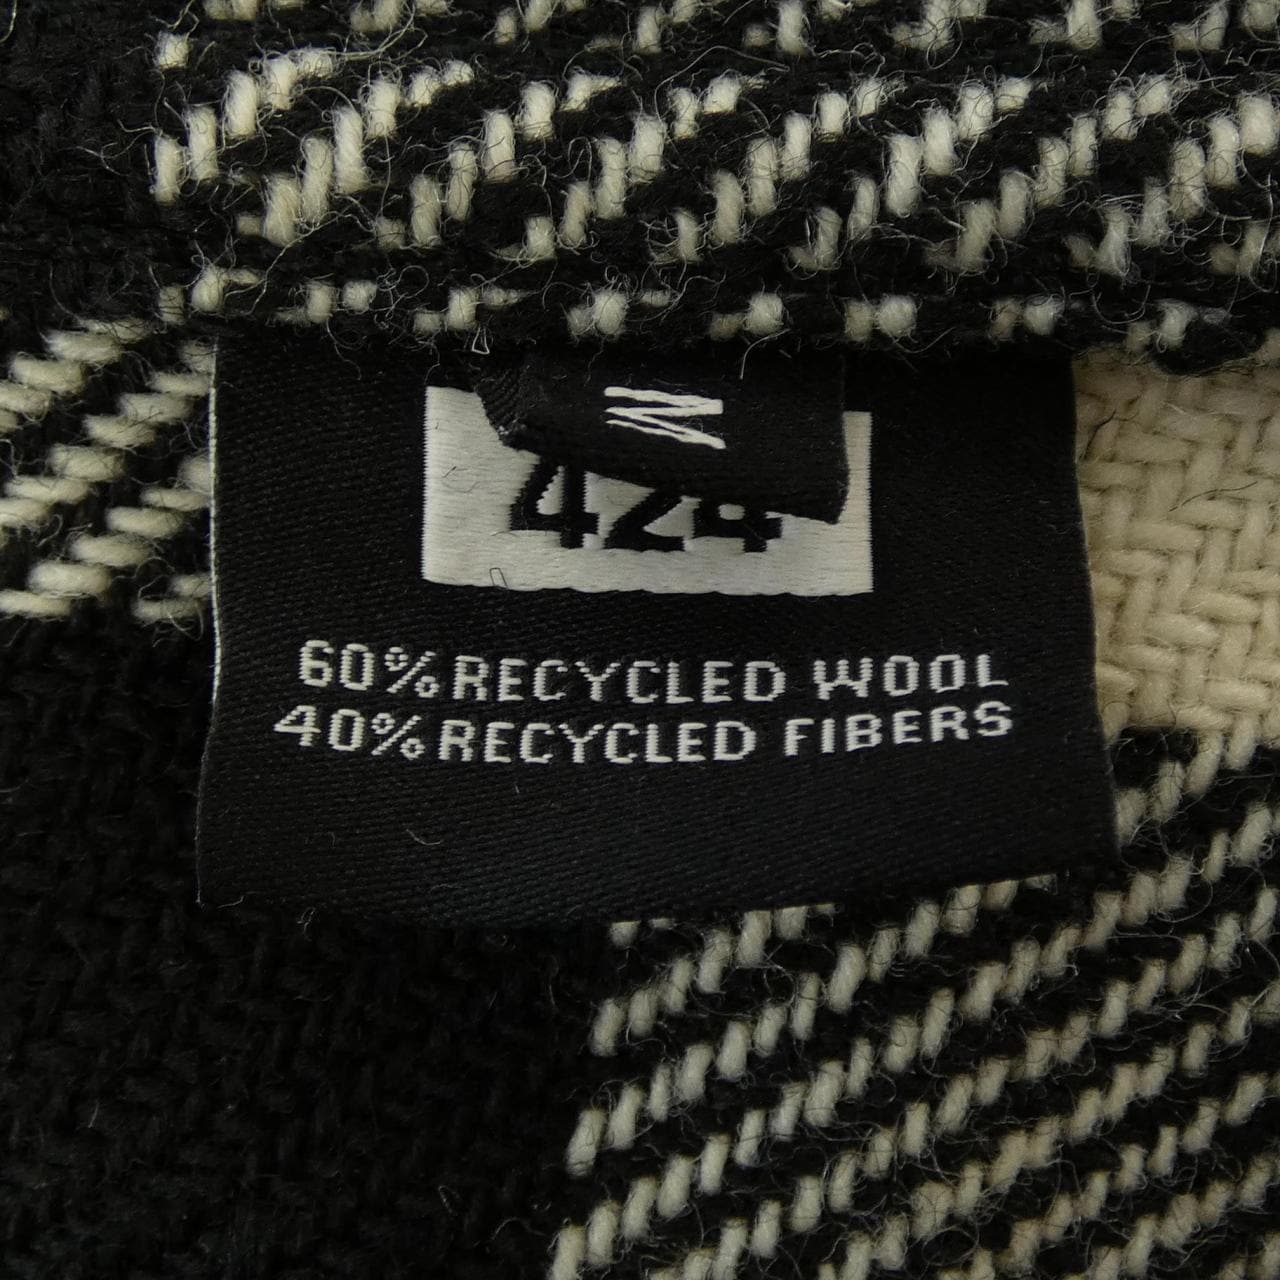 M
424
60% RECYCLED WOOL
40% RECYCLED FIBERS